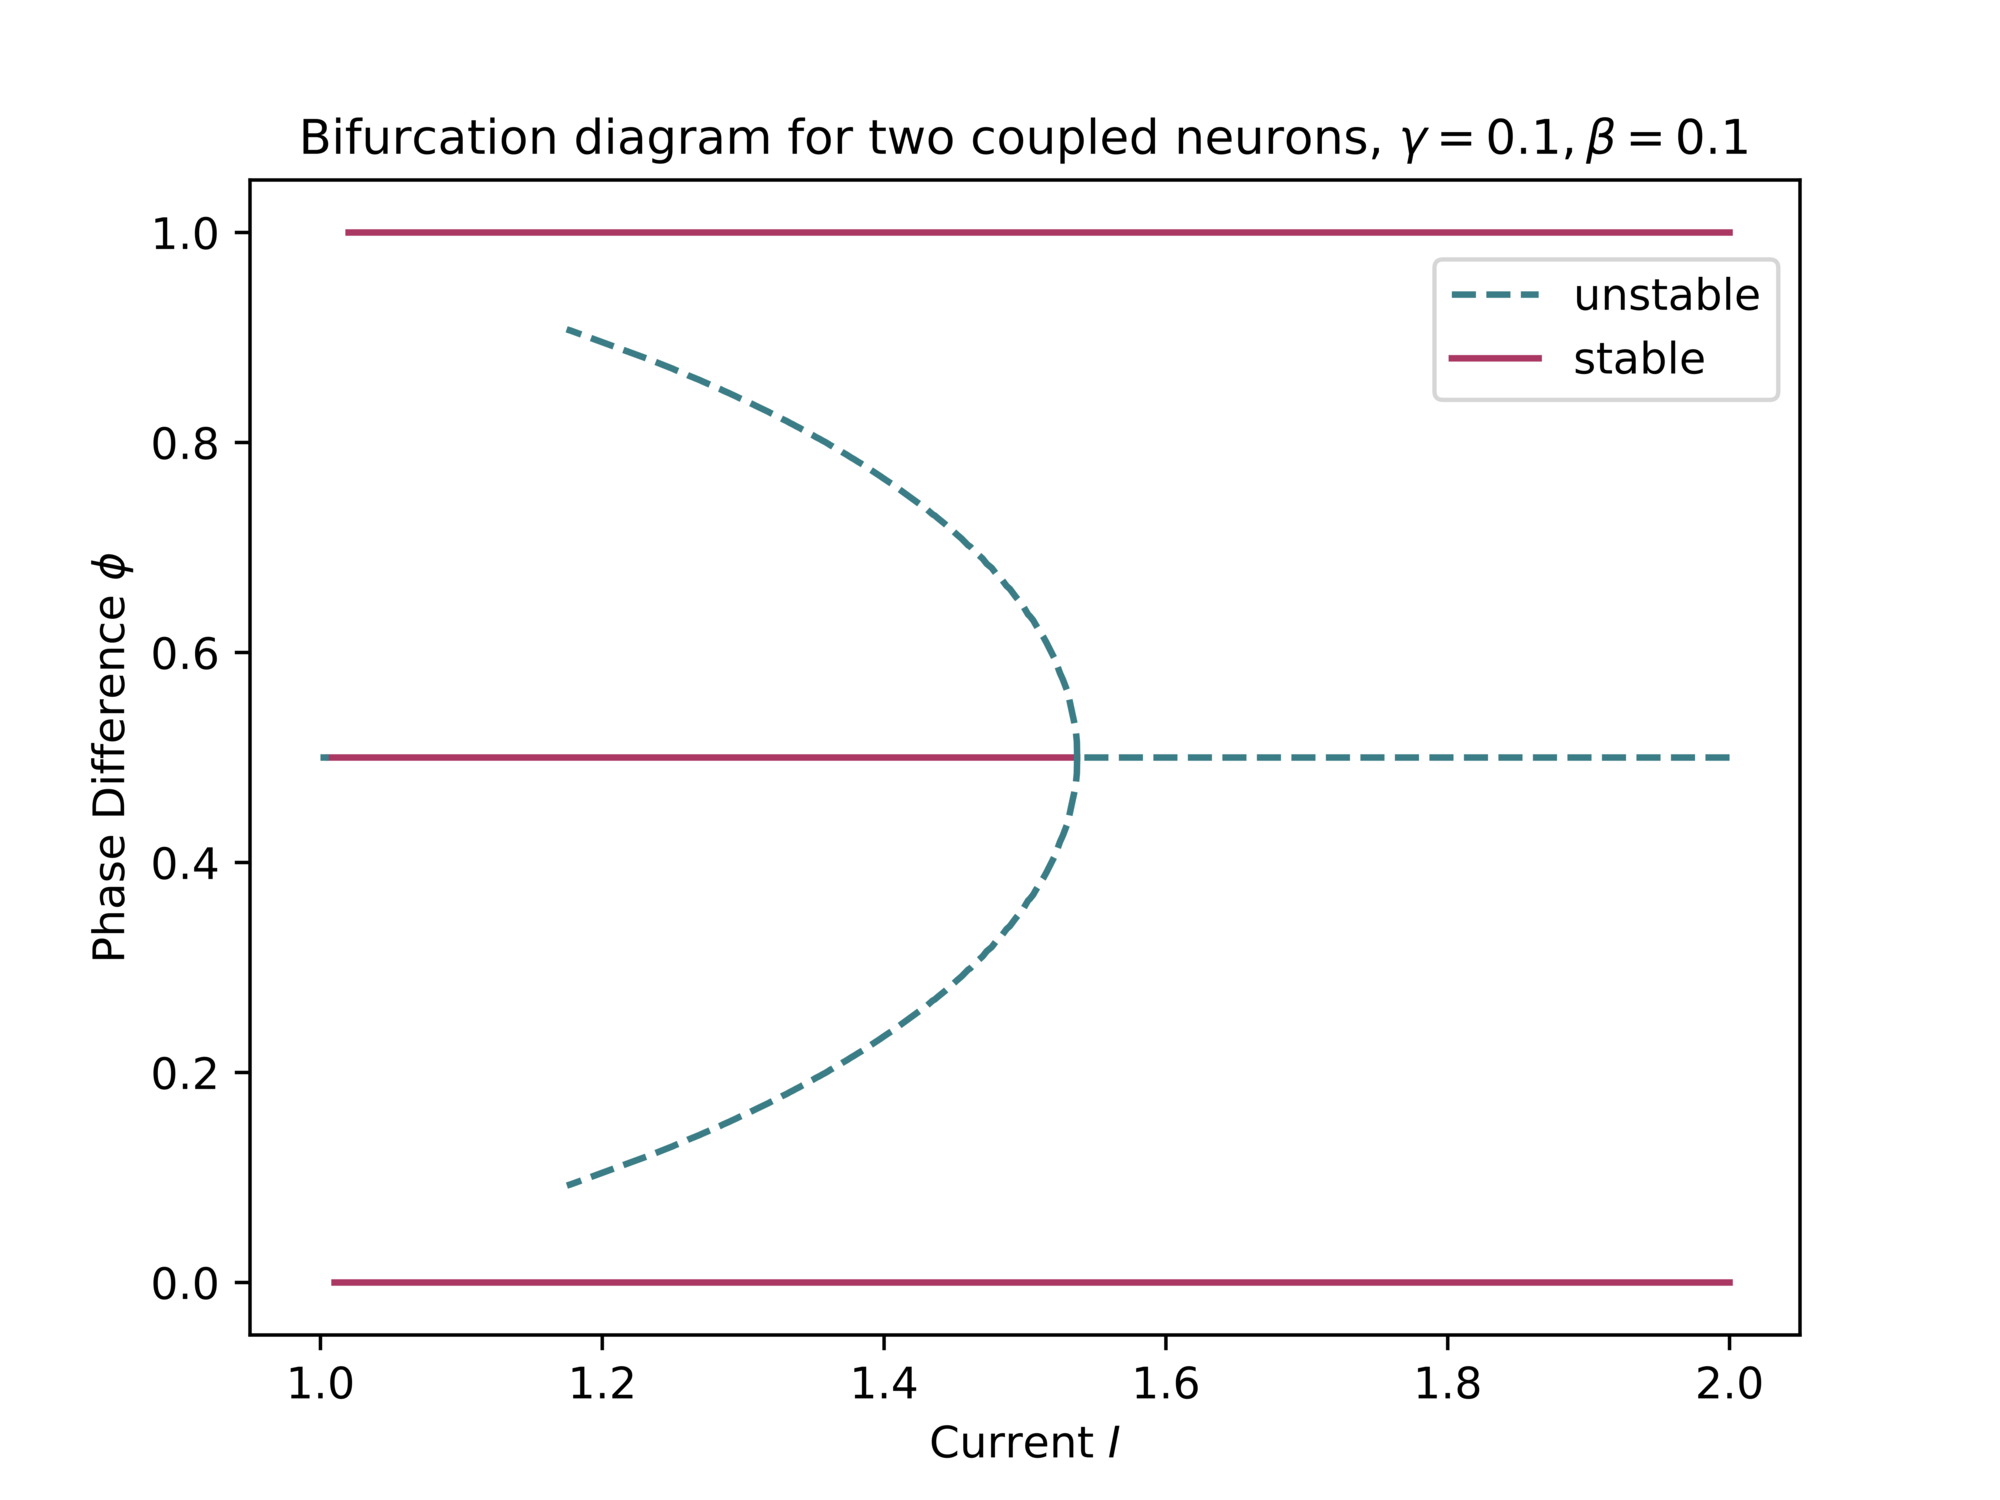 Bifurcation diagram for two coupled neurons, γ = 0.1, β = 0.1
unstable
stable
Phase Difference ϕ
1.0
0.8
0.6
0.4
0.2
0.0
1.0 1.2 1.4 1.6 1.8 2.0
Current I